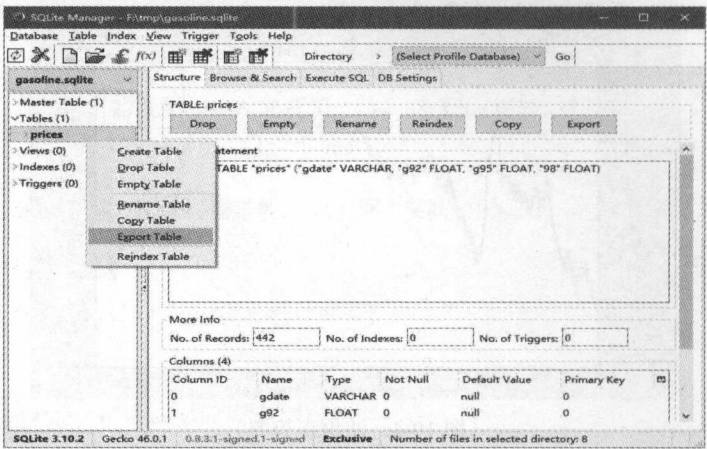 SQLite Manager - F:\tmp\gasoline.sqlite
Database Table Index View Trigger Tools Help
f(x) Directory > (Select Profile Database) Go
gasoline.sqlite
Master Table (1)
Tables (1)
prices
Views (0)
Indexes (0)
Triggers (0)
Create Table
Drop Table
Empty Table
Rename Table
Copy Table
Export Table
Reindex Table
Structure Browse & Search Execute SQL DB Settings
TABLE: prices
Drop Empty Rename Reindex Copy Export
atement
TABLE "prices" ("gdate" VARCHAR, "g92" FLOAT, "g95" FLOAT, "98" FLOAT)
More Info
No. of Records: 442 No. of Indexes: 0 No. of Triggers: 0
Columns (4)
Column ID Name Type Not Null Default Value Primary Key
0 gdate VARCHAR 0 null 0
1 g92 FLOAT 0 null 0
SQLite 3.10.2 Gecko 46.0.1 0.8.3.1-signed.1-signed Exclusive Number of files in selected directory: 8